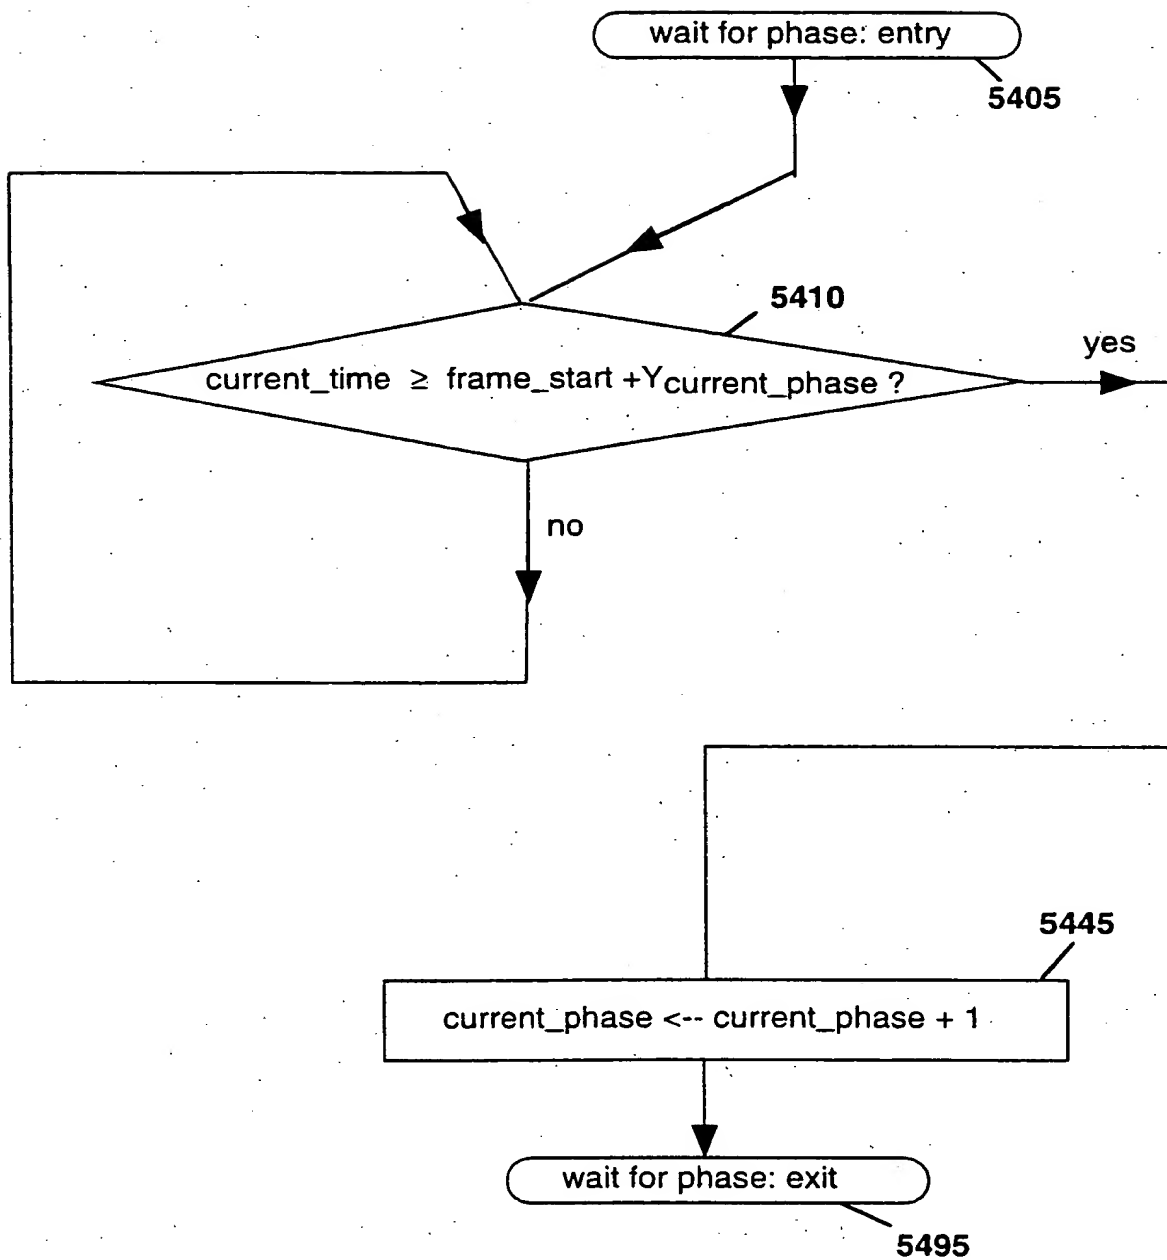 wait for phase: entry
5405
5410
yes
current_time ≥ frame_start +Ycurrent_phase ?
no
5445
current_phase <-- current_phase + 1
wait for phase: exit
5495